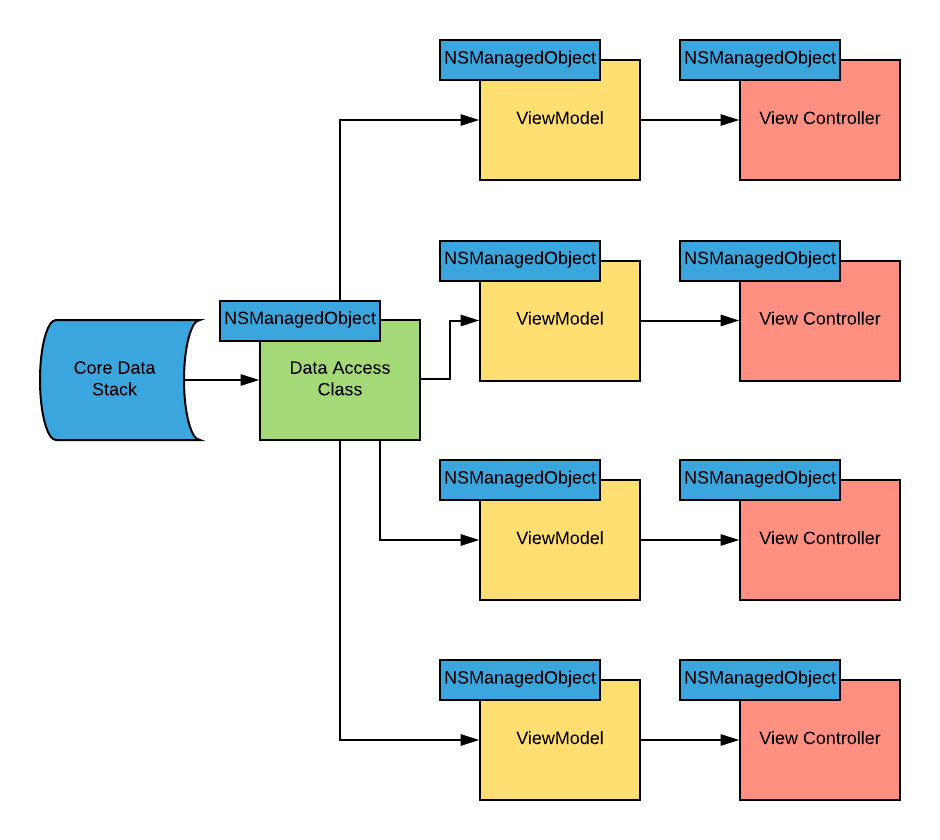 NSManagedObject
ViewModel
NSManagedObject
View Controller
NSManagedObject
ViewModel
NSManagedObject
View Controller
Core Data
Stack
NSManagedObject
Data Access
Class
NSManagedObject
ViewModel
NSManagedObject
View Controller
NSManagedObject
ViewModel
NSManagedObject
View Controller